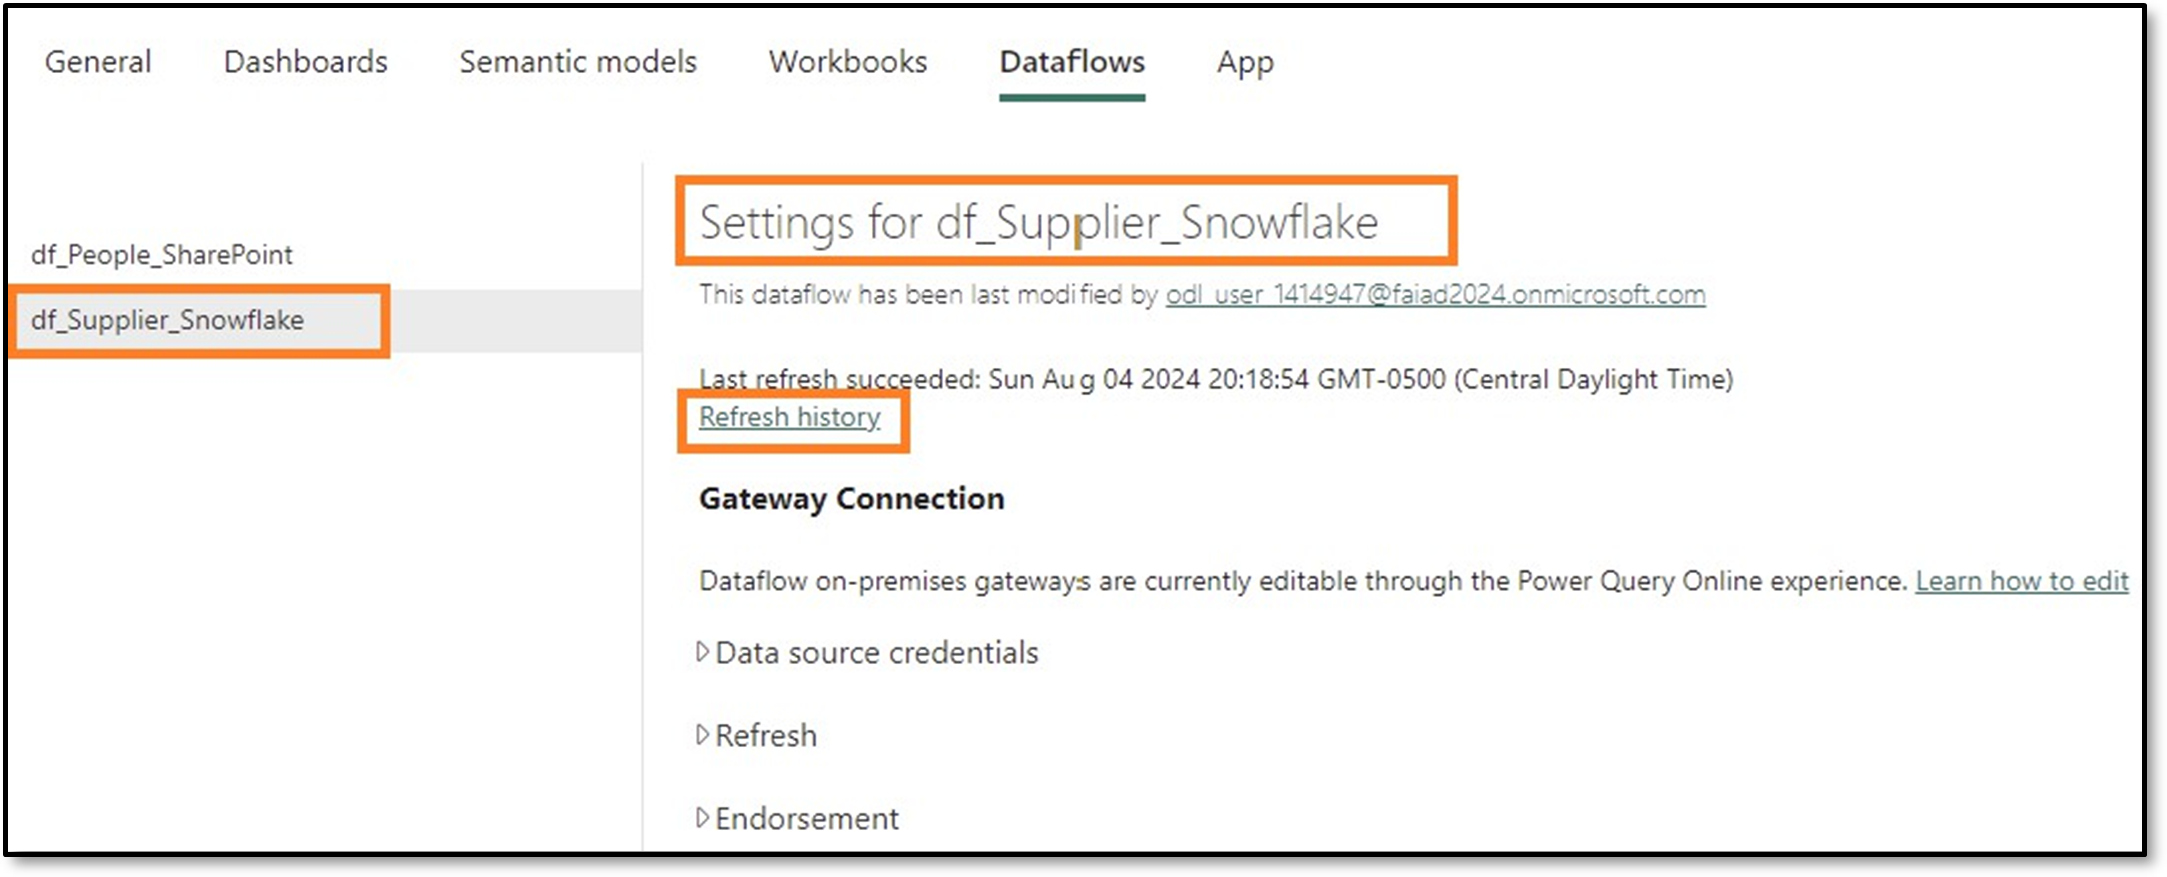 General Dashboards Semantic models Workbooks Dataflows App
df_People_SharePoint
df_Supplier_Snowflake
Settings for df_Supplier_Snowflake
This dataflow has been last modified by odl_user_1414947@faiad2024.onmicrosoft.com
Last refresh succeeded: Sun Aug 04 2024 20:18:54 GMT-0500 (Central Daylight Time)
Refresh history
Gateway Connection
Dataflow on-premises gateways are currently editable through the Power Query Online experience. Learn how to edit
Data source credentials
Refresh
Endorsement